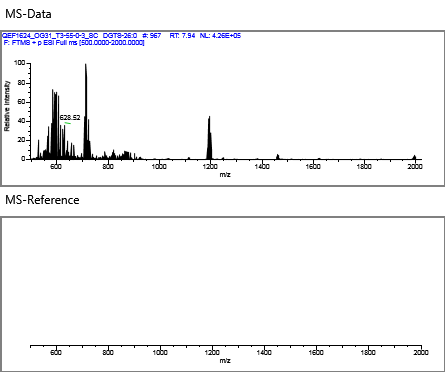 MS-Data
QEF1624_OG31_T3-55-0-3_SC DGTS-26:0 #: 967 RT: 7.94 NL: 4.26E+05
F: FTMS + p ESI Full ms [500.0000-2000.0000]
100
80
60
40
20
0
Relative Intensity
628.52
600 800 1000 1200 1400 1600 1800 2000
m/z
MS-Reference
600 800 1000 1200 1400 1600 1800 2000
m/z